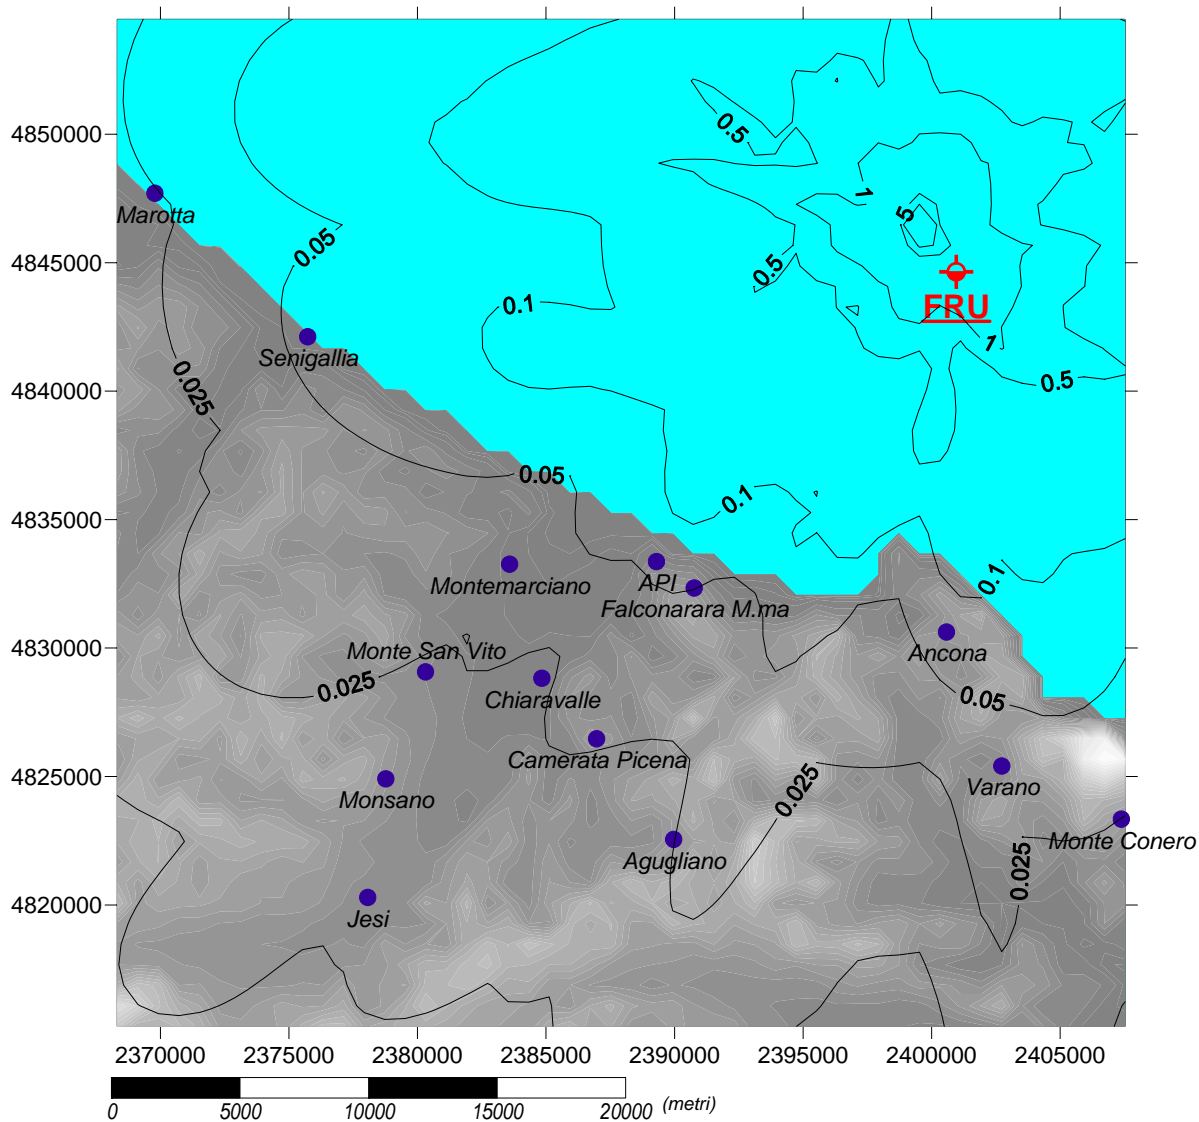 4850000
4845000
4840000
4835000
4830000
4825000
4820000
0.5
1
5
Marotta
0.05
0.5
0.1
FRU
1
Senigallia
0.025
0.5
0.05
0.1
Montemarciano
API
0.1
Falconarara M.ma
Monte San Vito
Ancona
0.025
Chiaravalle
0.05
Camerata Picena
0.025
Varano
Monsano
Monte Conero
Agugliano
0.025
Jesi
2370000 2375000 2380000 2385000 2390000 2395000 2400000 2405000
0 5000 10000 15000 20000 (metri)